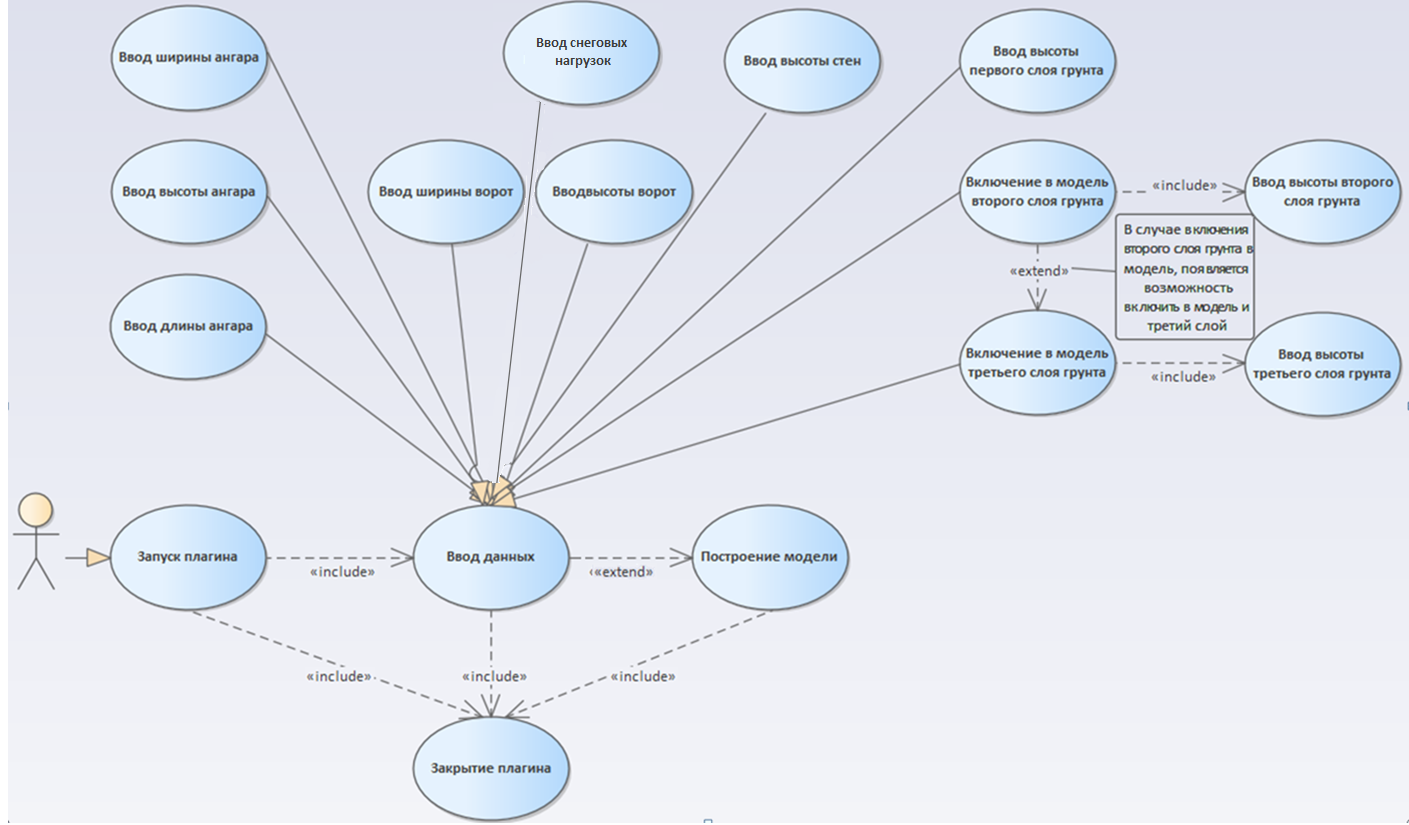 Ввод ширины ангара
Ввод снеговых
нагрузок
Ввод высоты стен
Ввод высоты
первого слоя грунта
Ввод высоты ангара
Ввод ширины ворот
Вводвысоты ворот
Включение в модель
второго слоя грунта
«include»
Ввод высоты второго
слоя грунта
В случае включения
второго слоя грунта в
модель, появляется
возможность
включить в модель и
третий слой
«extend»
Ввод длины ангара
Включение в модель
третьего слоя грунта
«include»
Ввод высоты
третьего слоя грунта
Запуск плагина
«include»
Ввод данных
«extend»
Построение модели
«include»
«include»
«include»
Закрытие плагина